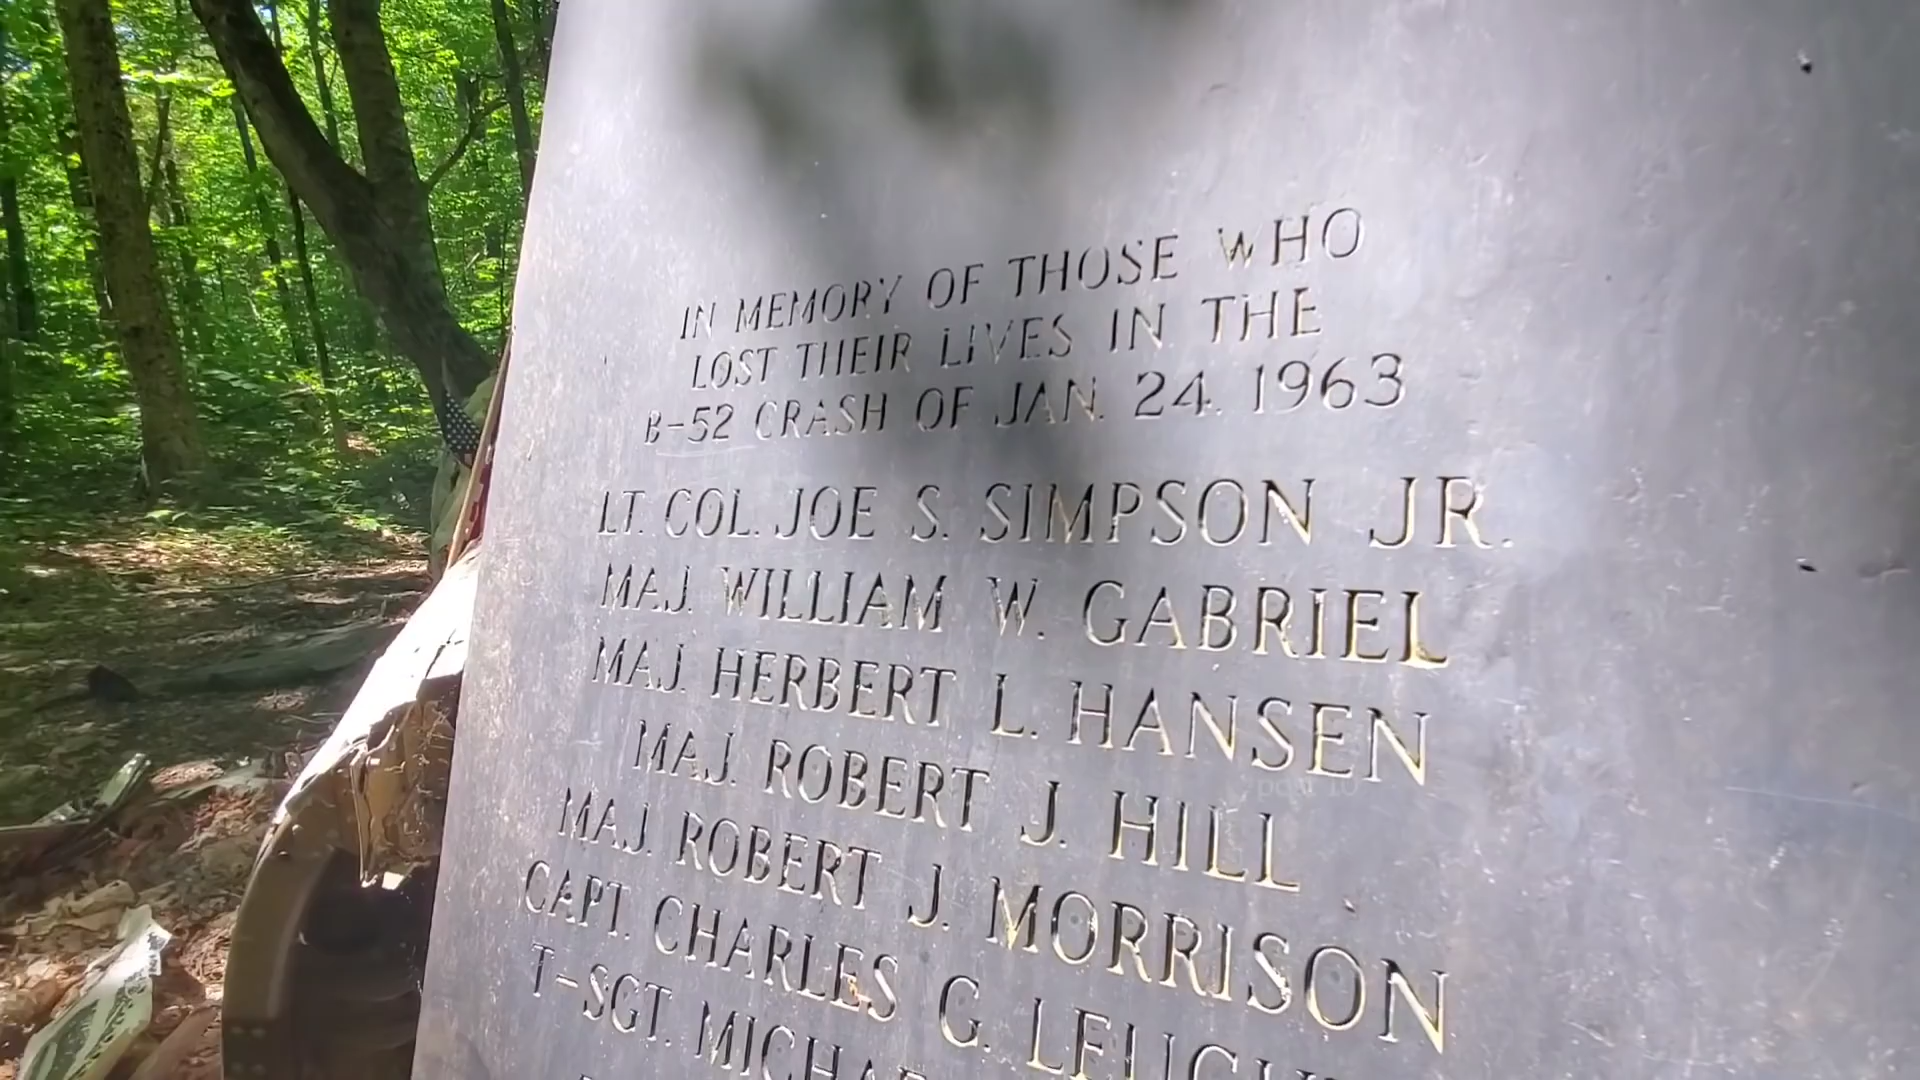 IN MEMORY OF THOSE WHO
LOST THEIR LIVES IN THE
B-52 CRASH OF JAN. 24. 1963
LT. COL. JOE S. SIMPSON JR.
MAJ. WILLIAM W. GABRIEL
MAJ. HERBERT L. HANSEN
MAJ. ROBERT J. HILL
MAJ. ROBERT J. MORRISON
CAPT. CHARLES G.
T-SGT.